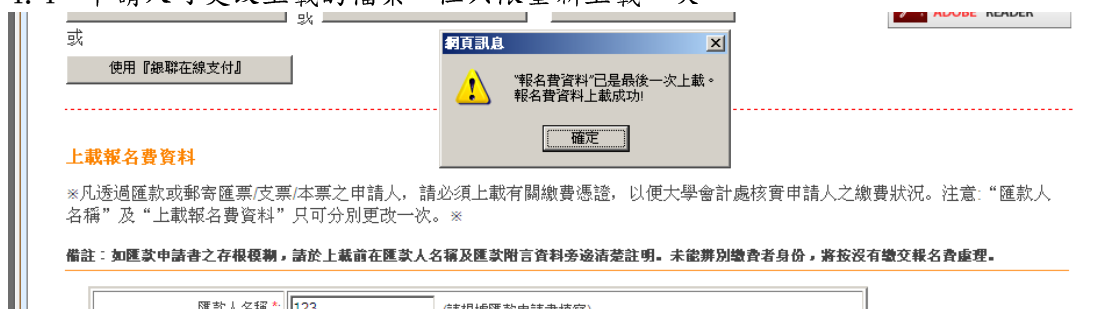 或
ADOBE READER
或
使用『銀聯在線支付』
網頁訊息
"報名費資料"已是最後一次上載。
報名費資料上載成功!
確定
上載報名費資料
※凡透過匯款或郵寄匯票/支票/本票之申請人，請必須上載有關繳費憑證，以便大學會計處核實申請人之繳費狀況。注意:“匯款人
名稱”及“上載報名費資料”只可分別更改一次。※
備註：如匯款申請書之存根模糊，請於上載前在匯款人名稱及匯款附言資料旁邊清楚註明。未能辨別繳費者身份，將按沒有繳交報名費處理。
匯款人名稱*: 123